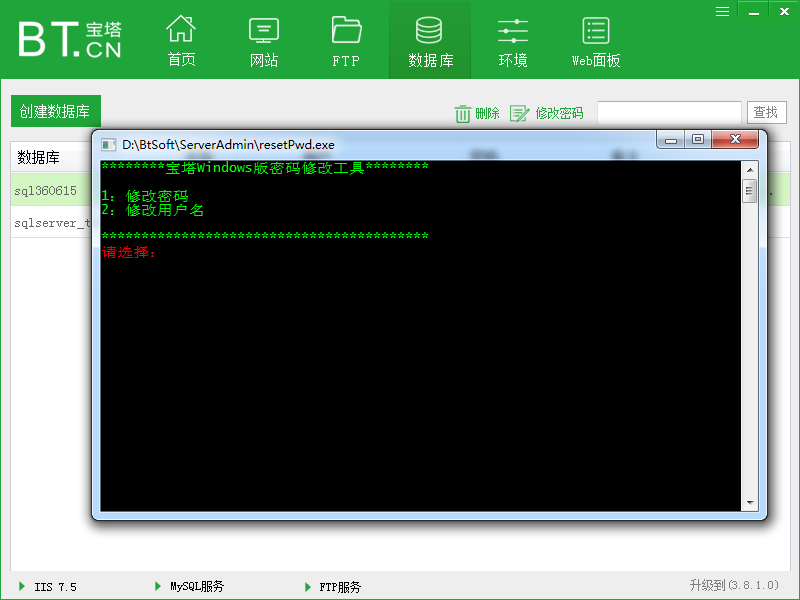 BT.CN 宝塔
首页 网站 FTP 数据库 环境 Web面板
创建数据库 删除 修改密码 查找
数据库
sql360615
sqlserver_t
D:\BtSoft\ServerAdmin\resetPwd.exe
********宝塔Windows版密码修改工具********
1: 修改密码
2: 修改用户名
*****************************************
请选择:
IIS 7.5 MySQL服务 FTP服务 升级到(3.8.1.0)